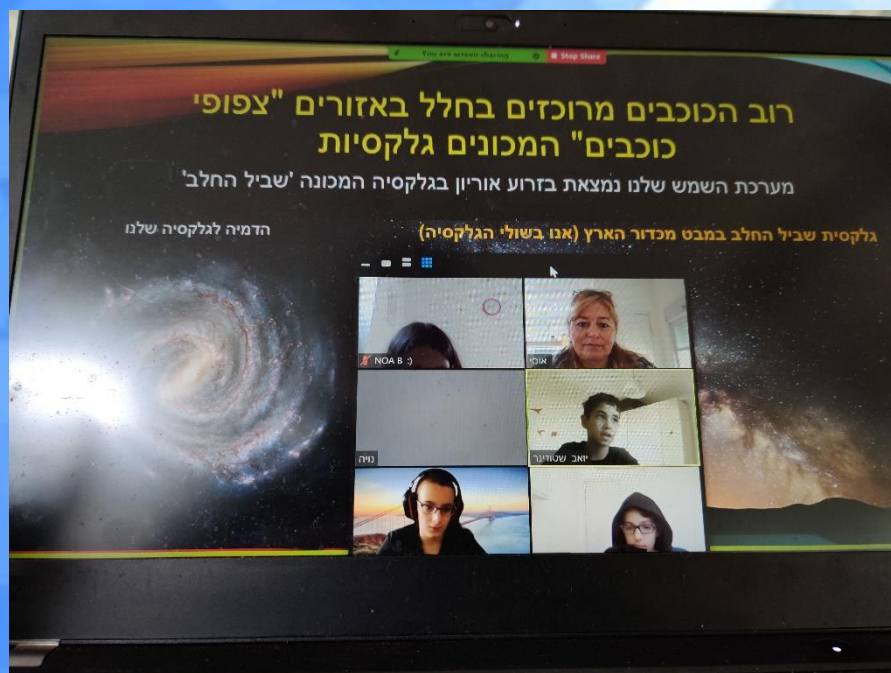 You are screen sharing
Stop Share
רוב הכוכבים מרוכזים בחלל באזורים "צפופי
כוכבים" המכונים גלקסיות
מערכת השמש שלנו נמצאת בזרוע אוריון בגלקסיה המכונה 'שביל החלב'
גלקסית שביל החלב במבט מכדור הארץ (אנו בשולי הגלקסיה)
הדמיה לגלקסיה שלנו
NOA B :)
אוסי
נויה
יואב שטודינר